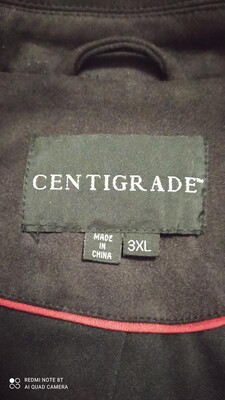 CENTIGRADE™
MADE
IN
CHINA
3XL
REDMI NOTE 8T
AI QUAD CAMERA